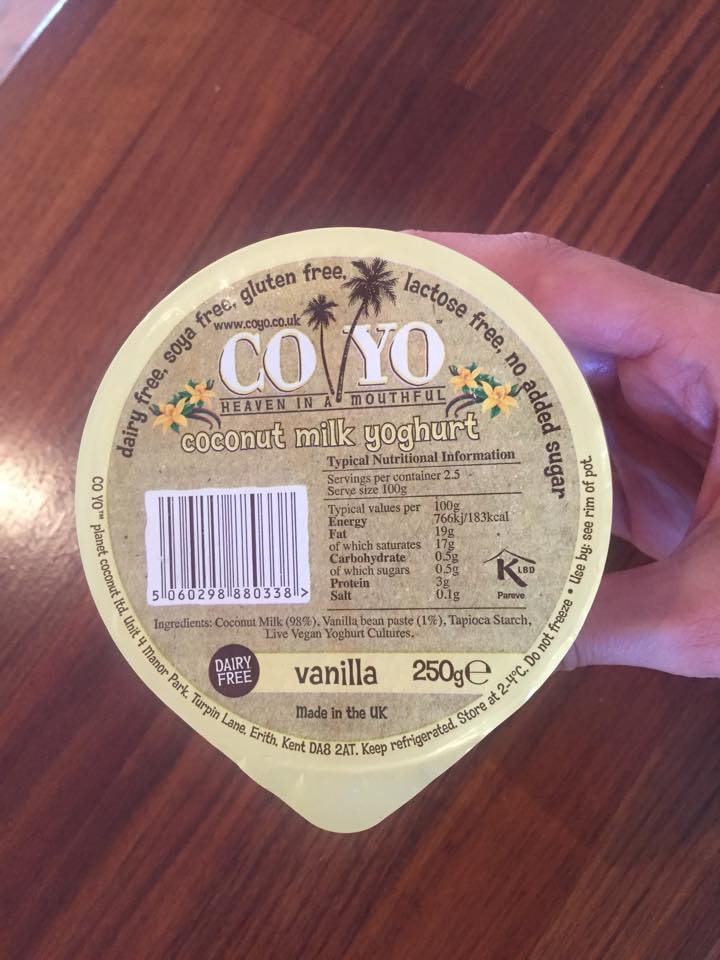 dairy free, soya free, gluten free, lactose free, no added sugar
www.coyo.co.uk
CO YO™
HEAVEN IN A MOUTHFUL
coconut milk yoghurt
Typical Nutritional Information
Servings per container 2.5
Serve size 100g
Typical values per 100g
Energy 766kj/183kcal
Fat 19g
of which saturates 17g
Carbohydrate 0.5g
of which sugars 0.5g
Protein 3g
Salt 0.1g
K LBD
Pareve
5 060298 880338 >
Ingredients: Coconut Milk (98%), Vanilla bean paste (1%), Tapioca Starch,
Live Vegan Yoghurt Cultures.
DAIRY
FREE
vanilla 250g℮
Made in the UK
CO YO™ planet coconut ltd. Unit 4 Manor Park, Turpin Lane, Erith, Kent DA8 2AT. Keep refrigerated. Store at 2-4°C. Do not freeze • Use by: see rim of pot